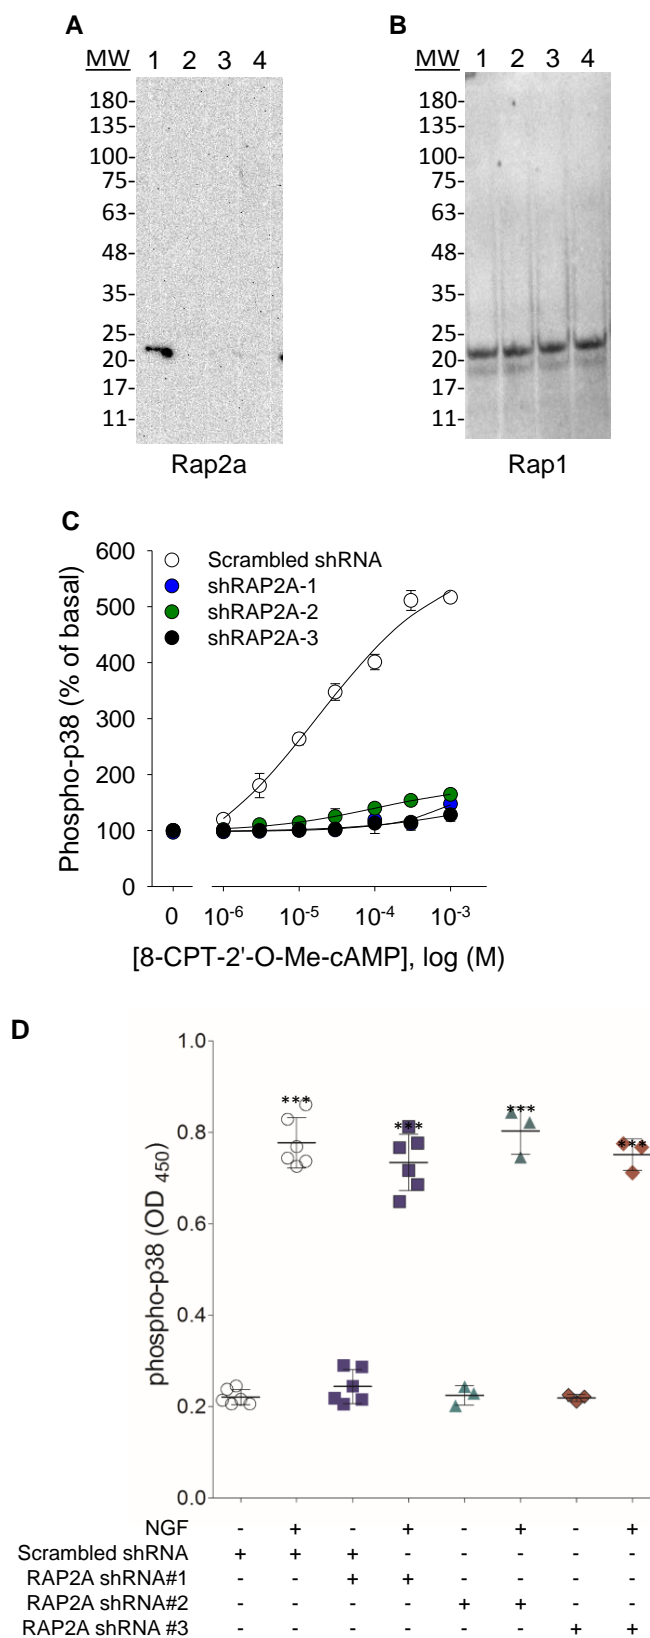 A
B
MW 1 2 3 4
180-
135-
100-
75-
63-
48-
35-
25-
20-
17-
11-
Rap2a
MW 1 2 3 4
180-
135-
100-
75-
63-
48-
35-
25-
20-
17-
11-
Rap1
C
Phospho-p38 (% of basal)
600
500
400
300
200
100
0
Scrambled shRNA
shRAP2A-1
shRAP2A-2
shRAP2A-3
0 10-6 10-5 10-4 10-3
[8-CPT-2'-O-Me-cAMP], log (M)
D
phospho-p38 (OD 450)
1.0
0.8
0.6
0.4
0.2
0.0
*** *** *** ***
NGF - + - + - + - +
Scrambled shRNA + + + - - - - -
RAP2A shRNA#1 - - + + - - - -
RAP2A shRNA#2 - - - - + + - -
RAP2A shRNA #3 - - - - - - + +